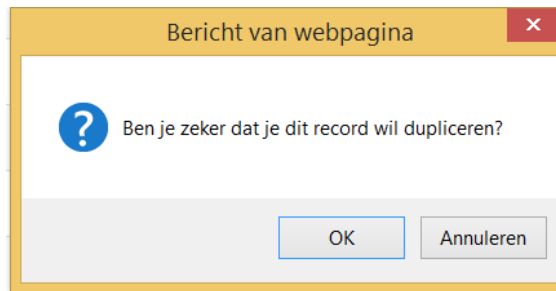 Bericht van webpagina
Ben je zeker dat je dit record wil dupliceren?
OK
Annuleren